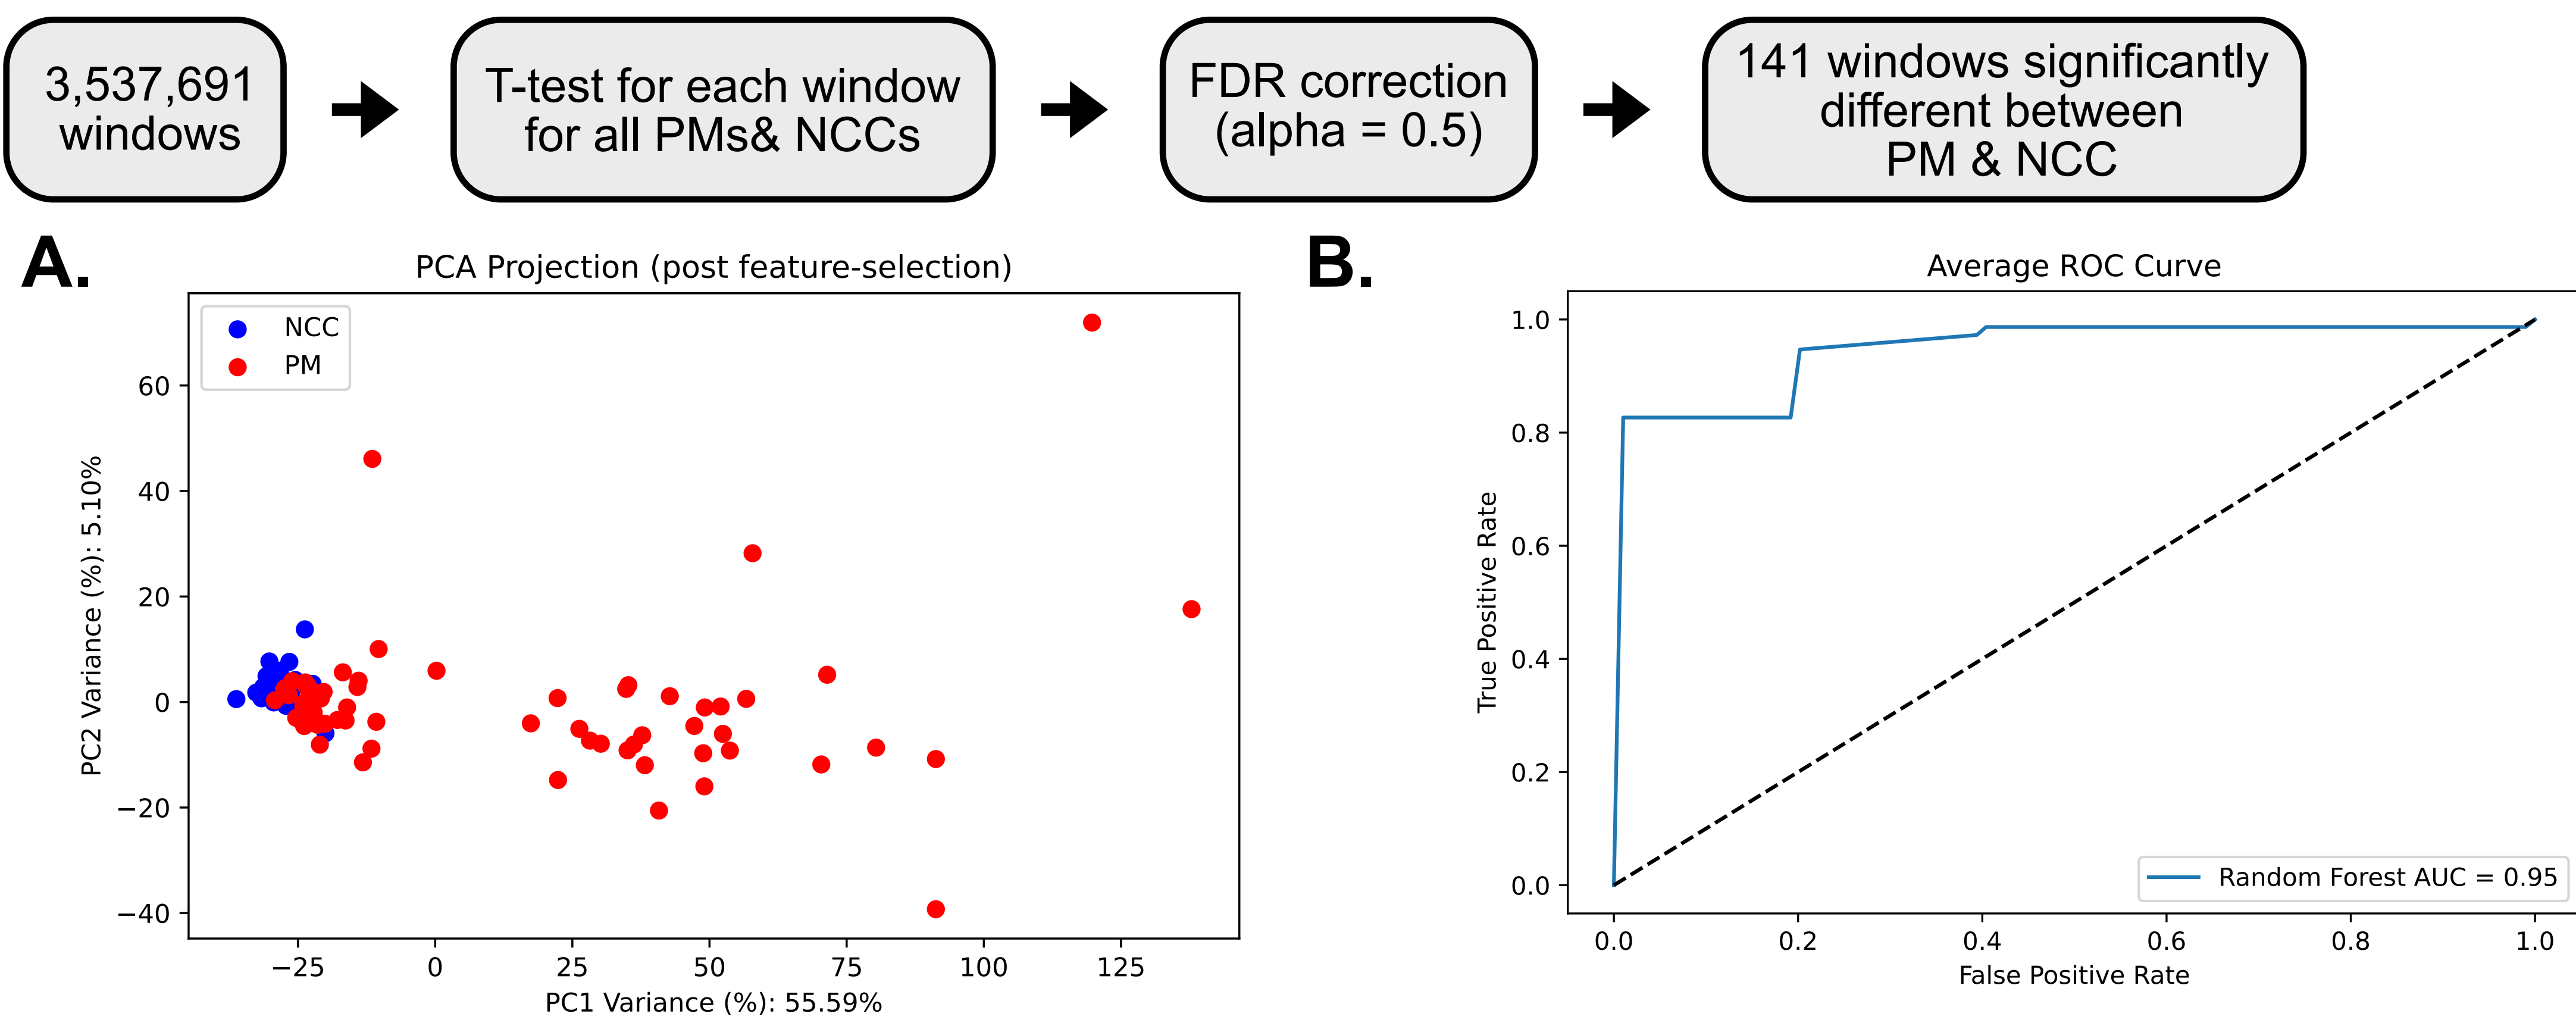 3,537,691
windows
T-test for each window
for all PMs& NCCs
FDR correction
(alpha = 0.5)
141 windows significantly
different between
PM & NCC
A.
PCA Projection (post feature-selection)
NCC
PM
60
40
20
0
−20
−40
PC2 Variance (%): 5.10%
−25
0
25
50
75
100
125
PC1 Variance (%): 55.59%
B.
Average ROC Curve
1.0
0.8
0.6
0.4
0.2
0.0
True Positive Rate
Random Forest AUC = 0.95
0.0
0.2
0.4
0.6
0.8
1.0
False Positive Rate